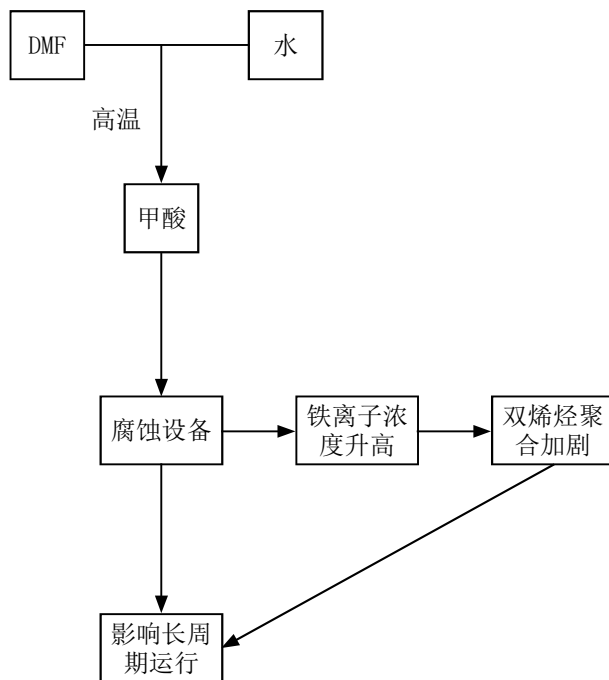 DMF
水
高温
甲酸
腐蚀设备
铁离子浓
度升高
双烯烃聚
合加剧
影响长周
期运行